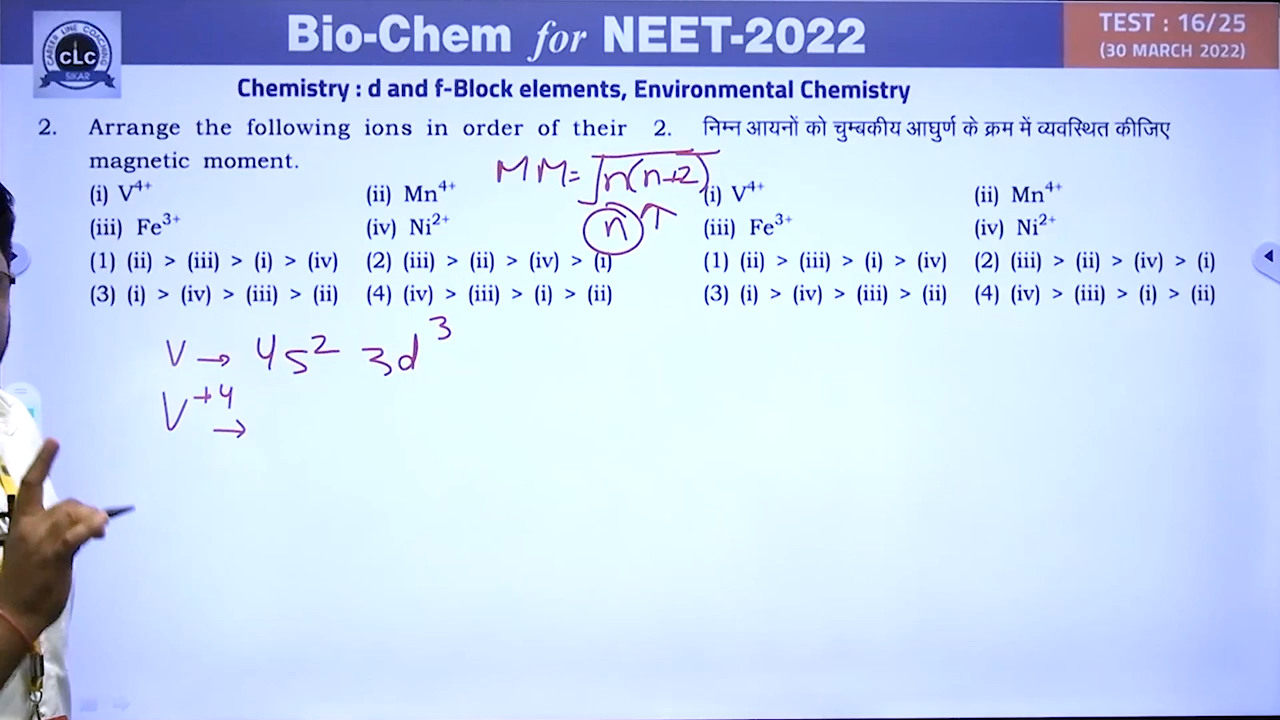 Bio-Chem for NEET-2022
TEST : 16/25
(30 MARCH 2022)
CAREER LINE COACHING
CLC
SIKAR
Chemistry : d and f-Block elements, Environmental Chemistry
2. Arrange the following ions in order of their
magnetic moment.
(i) V⁴⁺ (ii) Mn⁴⁺
(iii) Fe³⁺ (iv) Ni²⁺
(1) (ii) > (iii) > (i) > (iv) (2) (iii) > (ii) > (iv) > (i)
(3) (i) > (iv) > (iii) > (ii) (4) (iv) > (iii) > (i) > (ii)
2. निम्न आयनों को चुम्बकीय आघुर्ण के क्रम में व्यवस्थित कीजिए
(i) V⁴⁺ (ii) Mn⁴⁺
(iii) Fe³⁺ (iv) Ni²⁺
(1) (ii) > (iii) > (i) > (iv) (2) (iii) > (ii) > (iv) > (i)
(3) (i) > (iv) > (iii) > (ii) (4) (iv) > (iii) > (i) > (ii)
MM=√n(n+2)
n↑
V → 4s² 3d³
V⁺⁴ →